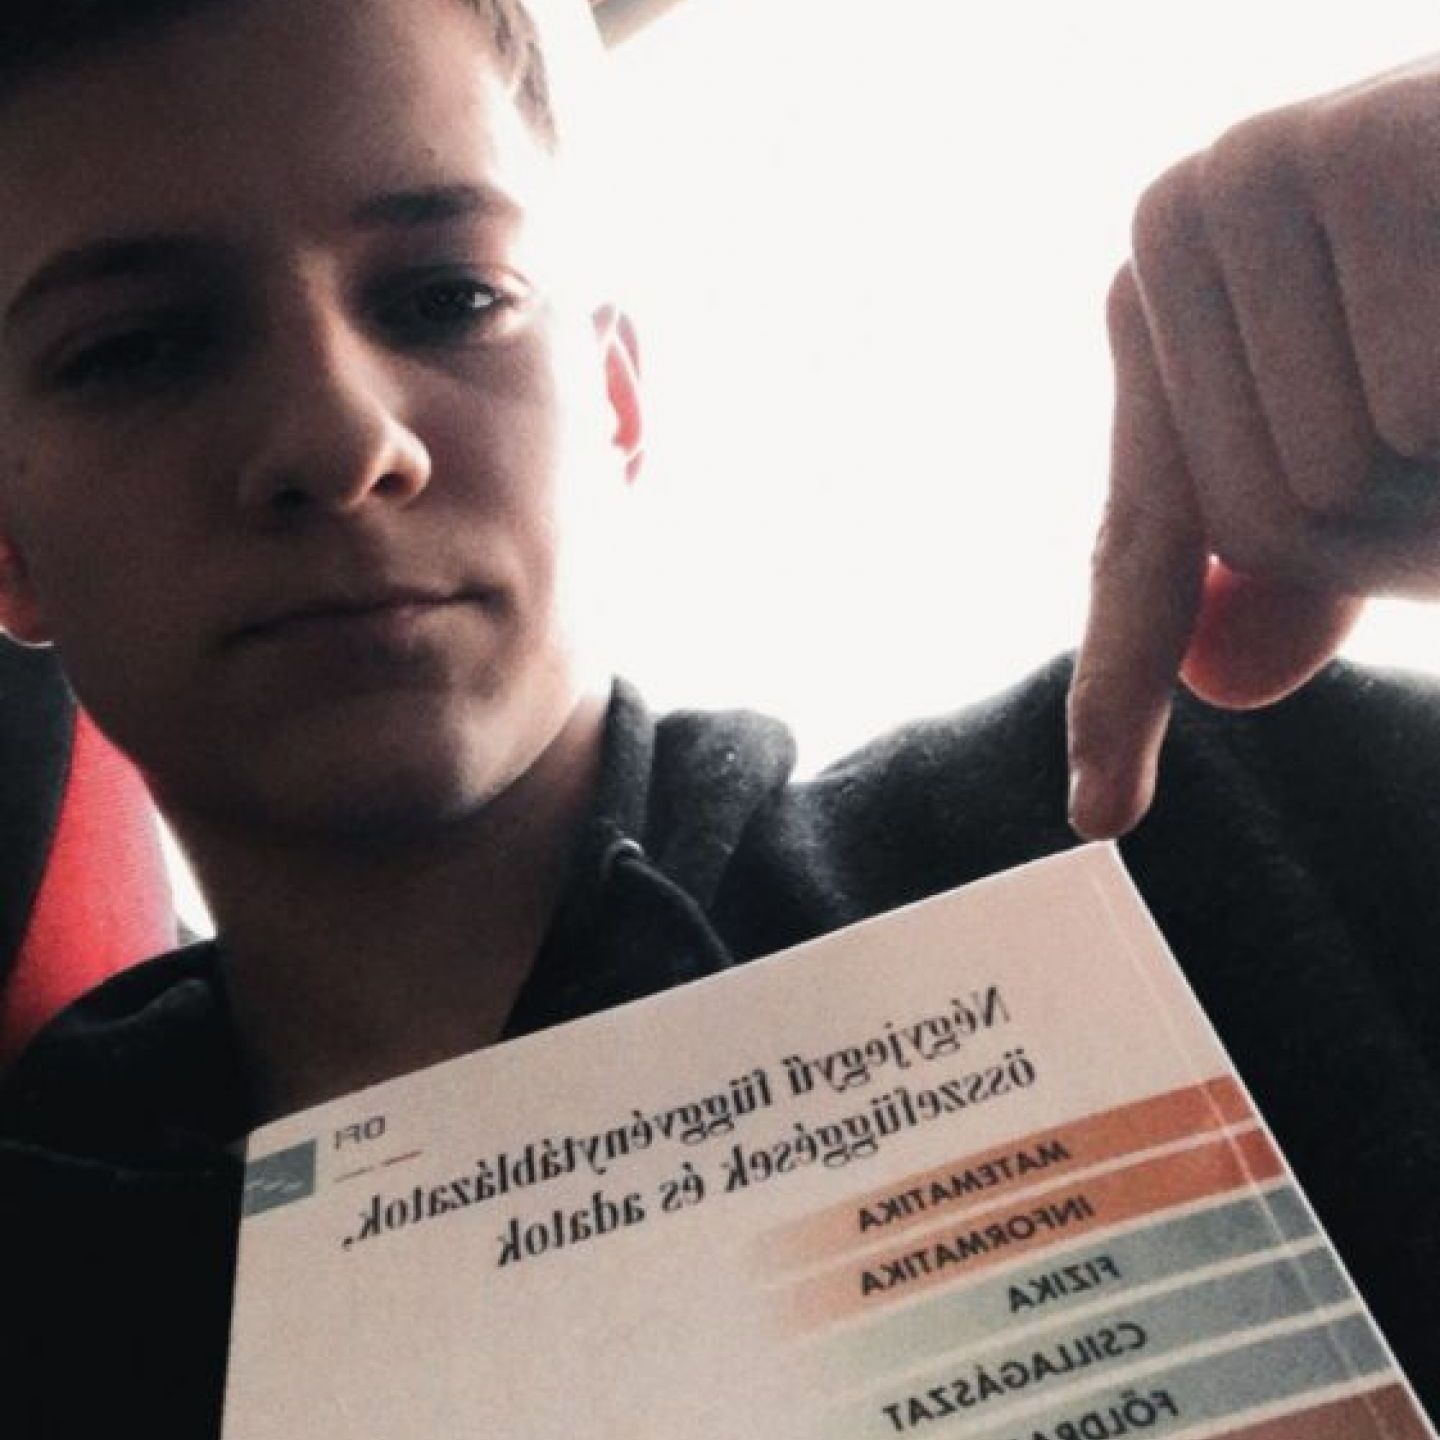 OFI
Négyjegyű függvénytáblázatok,
összefüggések és adatok
MATEMATIKA
INFORMATIKA
FIZIKA
CSILLAGÁSZAT